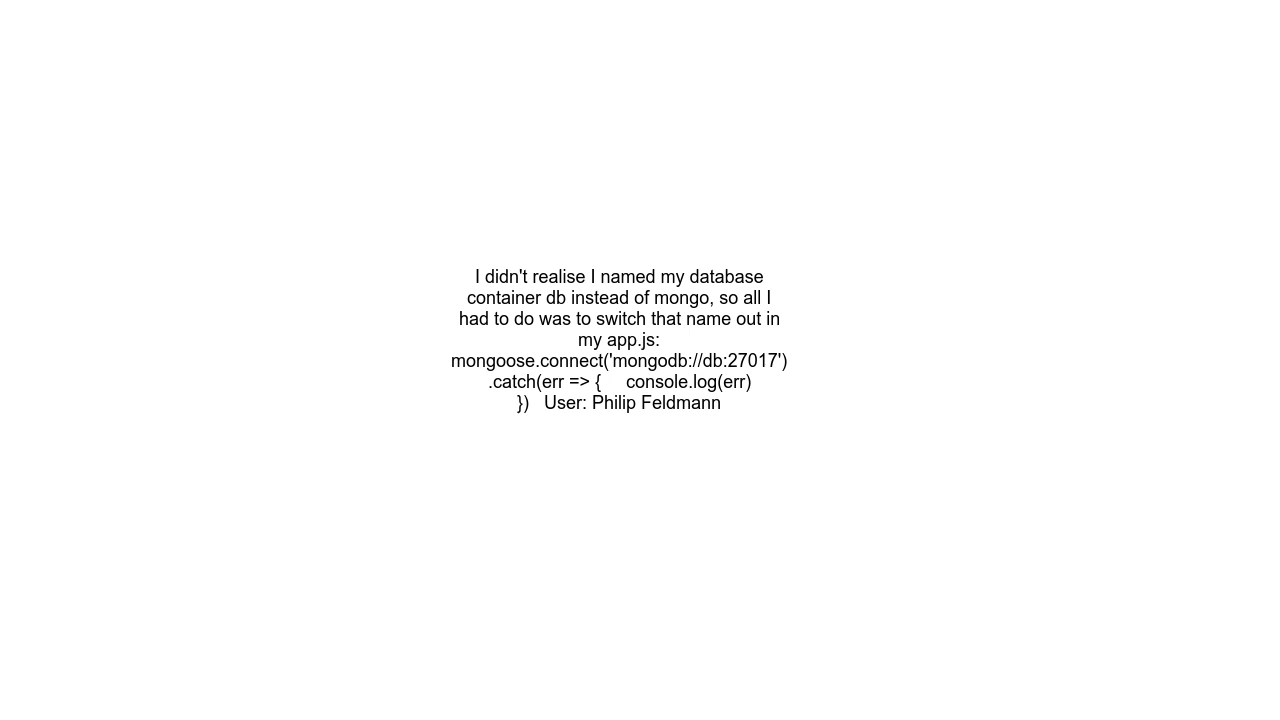 I didn't realise I named my database
container db instead of mongo, so all I
had to do was to switch that name out in
my app.js:
mongoose.connect('mongodb://db:27017')
.catch(err => {     console.log(err)
})   User: Philip Feldmann